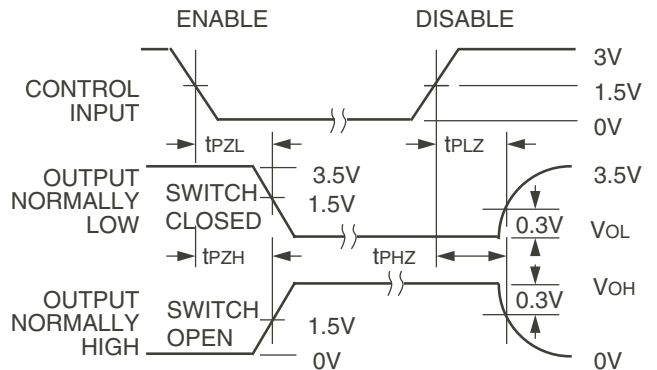 ENABLE DISABLE
3V
CONTROL INPUT 1.5V
0V
tPZL tPLZ
OUTPUT NORMALLY LOW
SWITCH CLOSED
3.5V 3.5V
1.5V
0.3V VOL
tPZH tPHZ
OUTPUT NORMALLY HIGH
SWITCH OPEN
0.3V VOH
1.5V
0V 0V